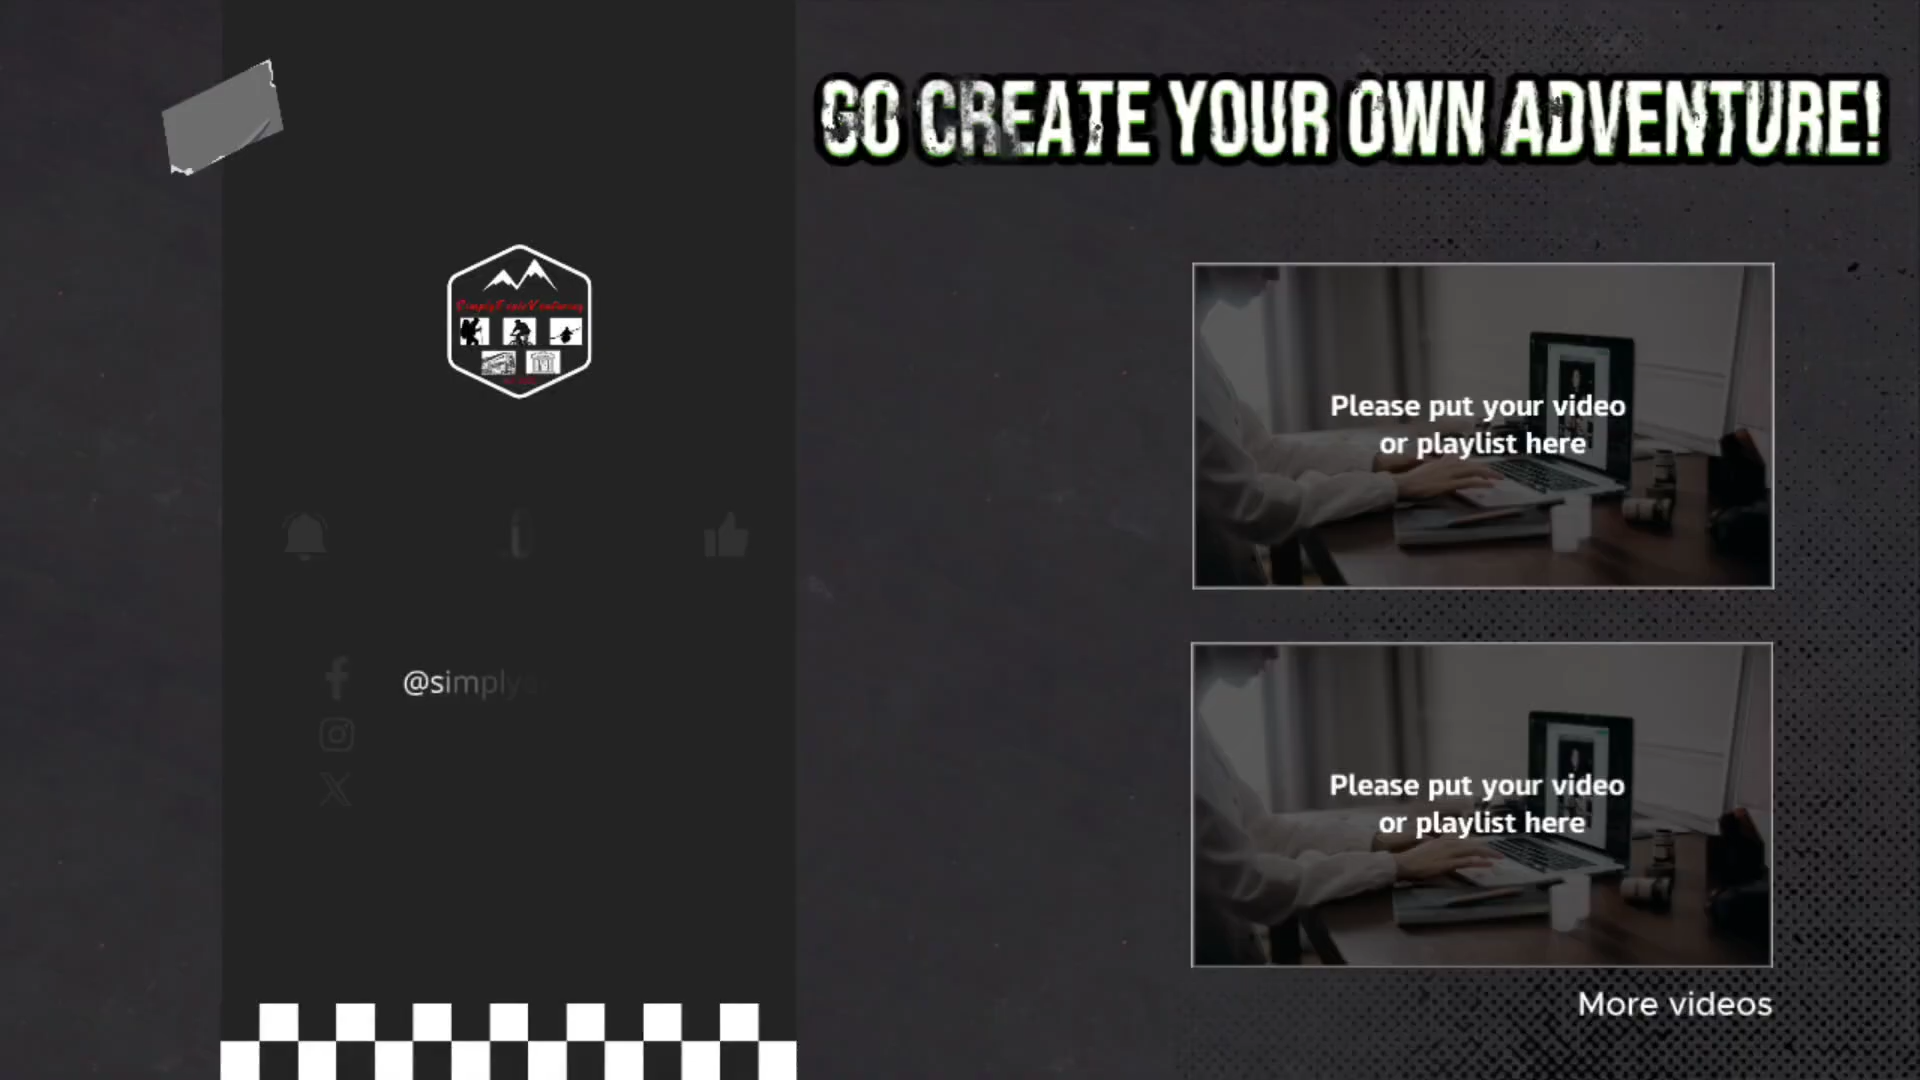 GO CREATE YOUR OWN ADVENTURE!
Please put your video
or playlist here
@simply
Please put your video
or playlist here
More videos